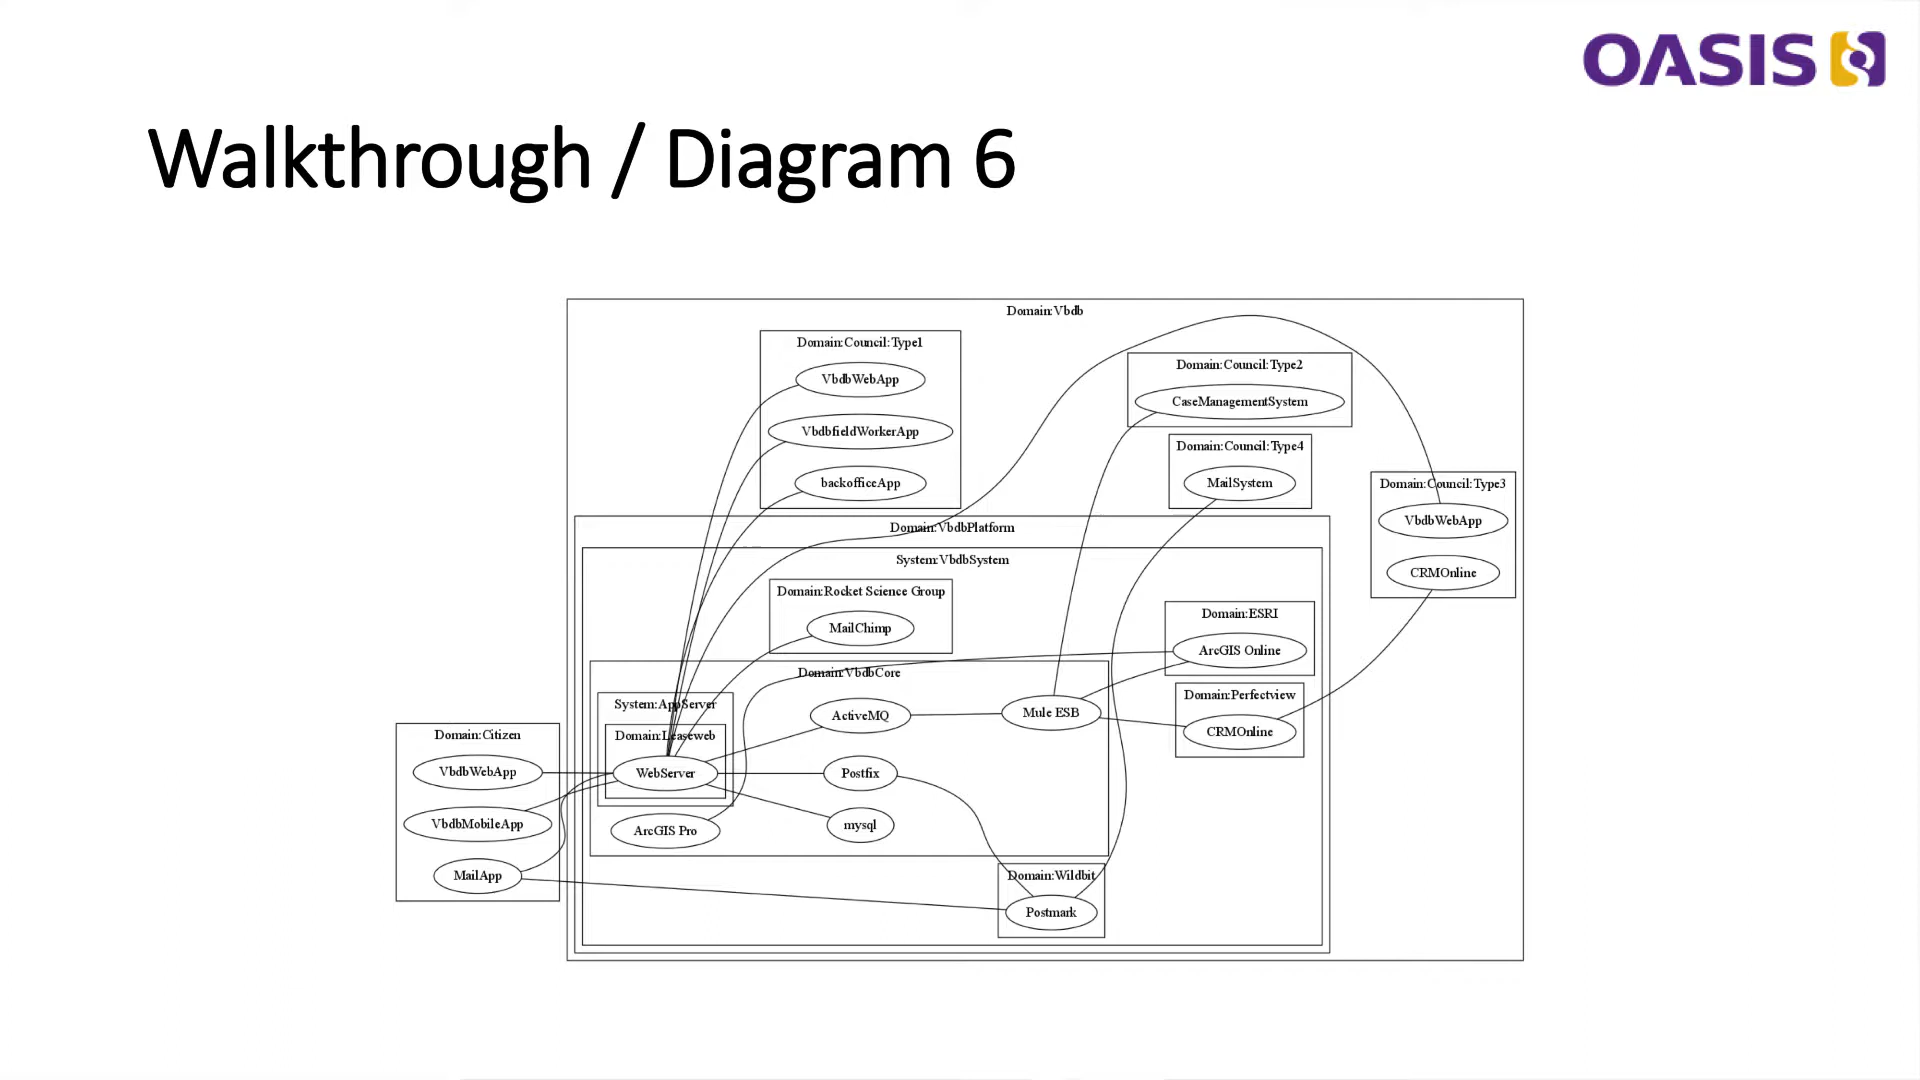 OASIS
Walkthrough / Diagram 6
Domain:Vbdb
Domain:Council:Type1
VbdbWebApp
VbdbfieldWorkerApp
backofficeApp
Domain:Council:Type2
CaseManagementSystem
Domain:Council:Type4
MailSystem
Domain:Council:Type3
VbdbWebApp
CRMOnline
Domain:VbdbPlatform
System:VbdbSystem
Domain:Rocket Science Group
MailChimp
Domain:ESRI
ArcGIS Online
Domain:Perfectview
CRMOnline
Domain:VbdbCore
System:AppServer
Domain:Leaseweb
WebServer
ActiveMQ
Mule ESB
Postfix
mysql
ArcGIS Pro
Domain:Citizen
VbdbWebApp
VbdbMobileApp
MailApp
Domain:Wildbit
Postmark